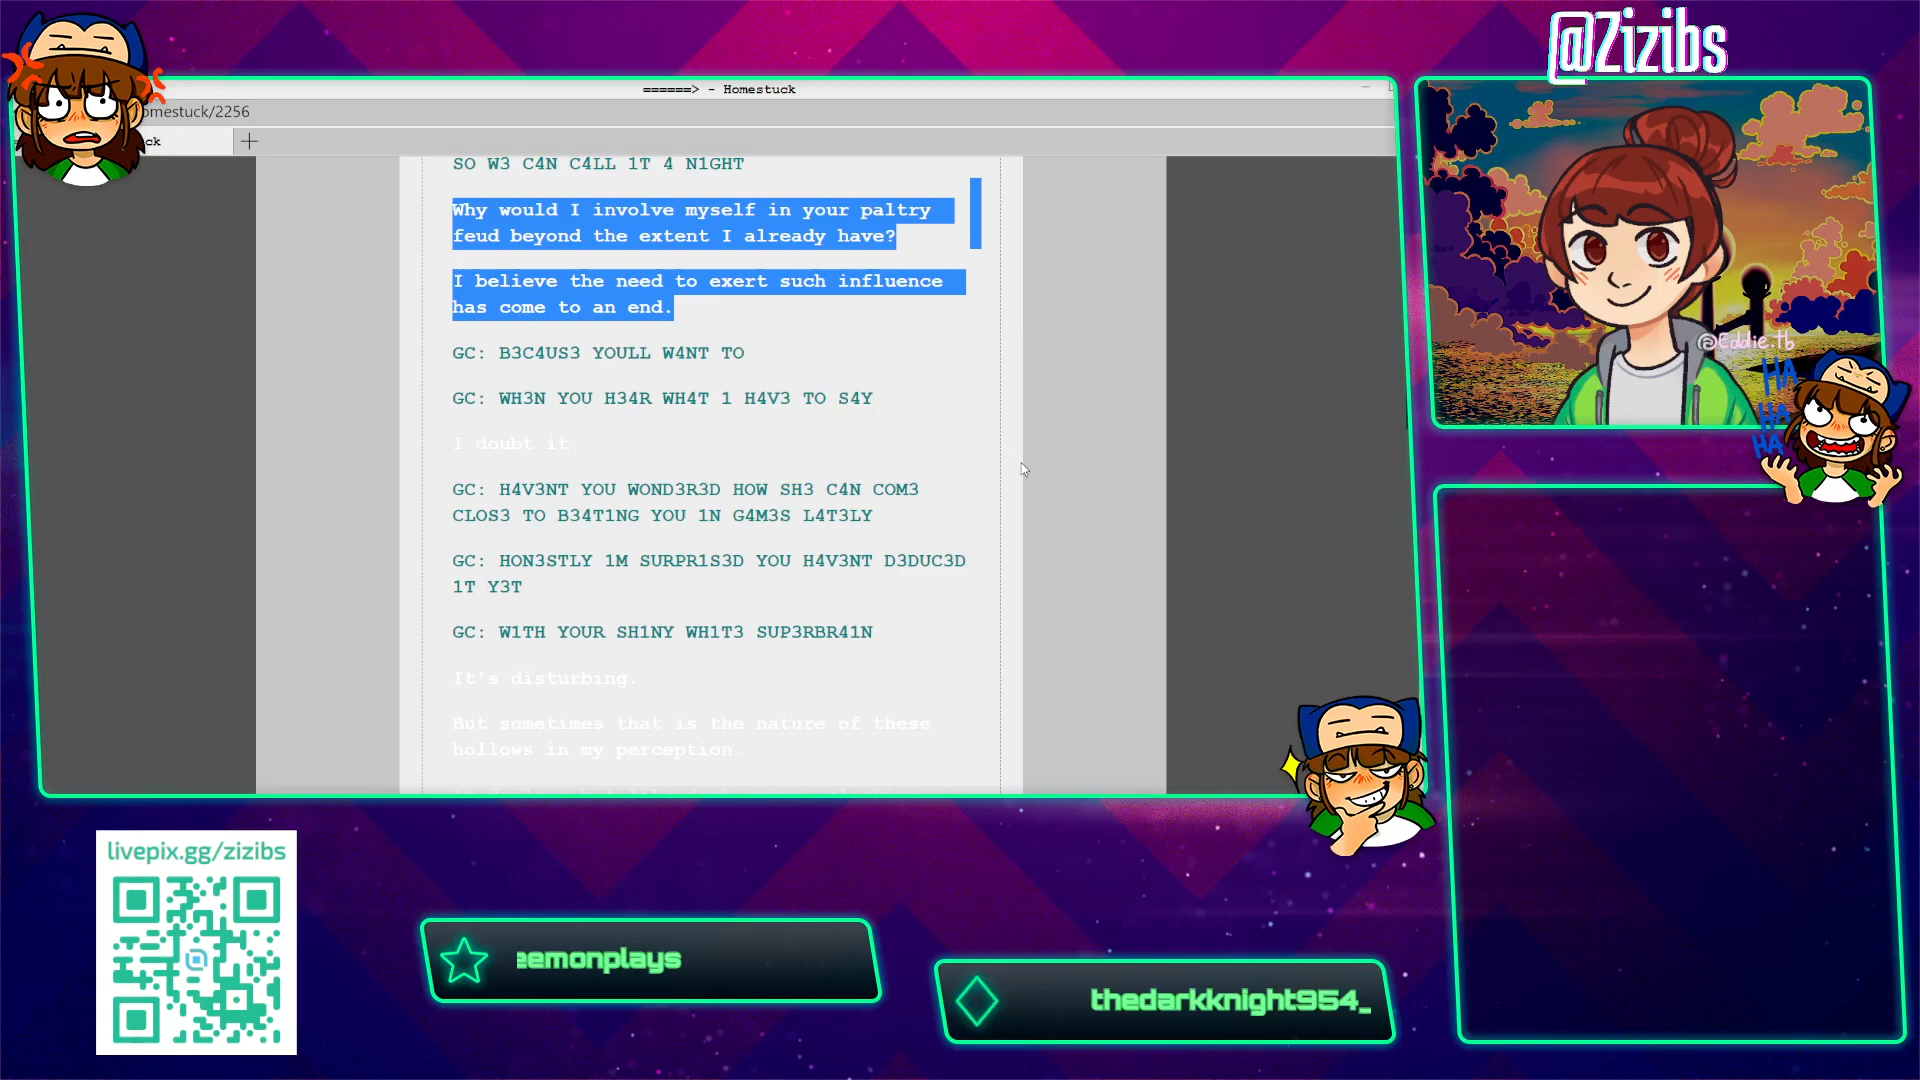 @Zizibs
======> - Homestuck
omestuck/2256
ck
SO W3 C4N C4LL 1T 4 N1GHT
Why would I involve myself in your paltry
feud beyond the extent I already have?
I believe the need to exert such influence
has come to an end.
GC: B3C4US3 YOULL W4NT TO
GC: WH3N YOU H34R WH4T 1 H4V3 TO S4Y
I doubt it.
GC: H4V3NT YOU WOND3R3D HOW SH3 C4N COM3
CLOS3 TO B34T1NG YOU 1N G4M3S L4T3LY
GC: HON3STLY 1M SURPR1S3D YOU H4V3NT D3DUC3D
1T Y3T
GC: W1TH YOUR SH1NY WH1T3 SUP3RBR41N
It's disturbing.
But sometimes that is the nature of these
hollows in my perception.
@Eddie.tb
HA
HA
HA
livepix.gg/zizibs
eemonplays
thedarkknight954_